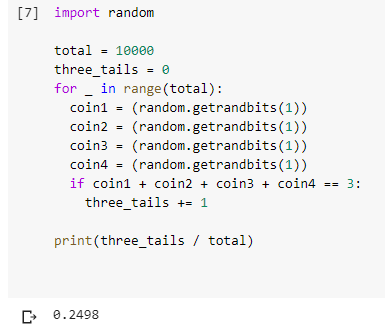 [7] import random
total = 10000
three_tails = 0
for _ in range(total):
  coin1 = (random.getrandbits(1))
  coin2 = (random.getrandbits(1))
  coin3 = (random.getrandbits(1))
  coin4 = (random.getrandbits(1))
  if coin1 + coin2 + coin3 + coin4 == 3:
    three_tails += 1
print(three_tails / total)
0.2498